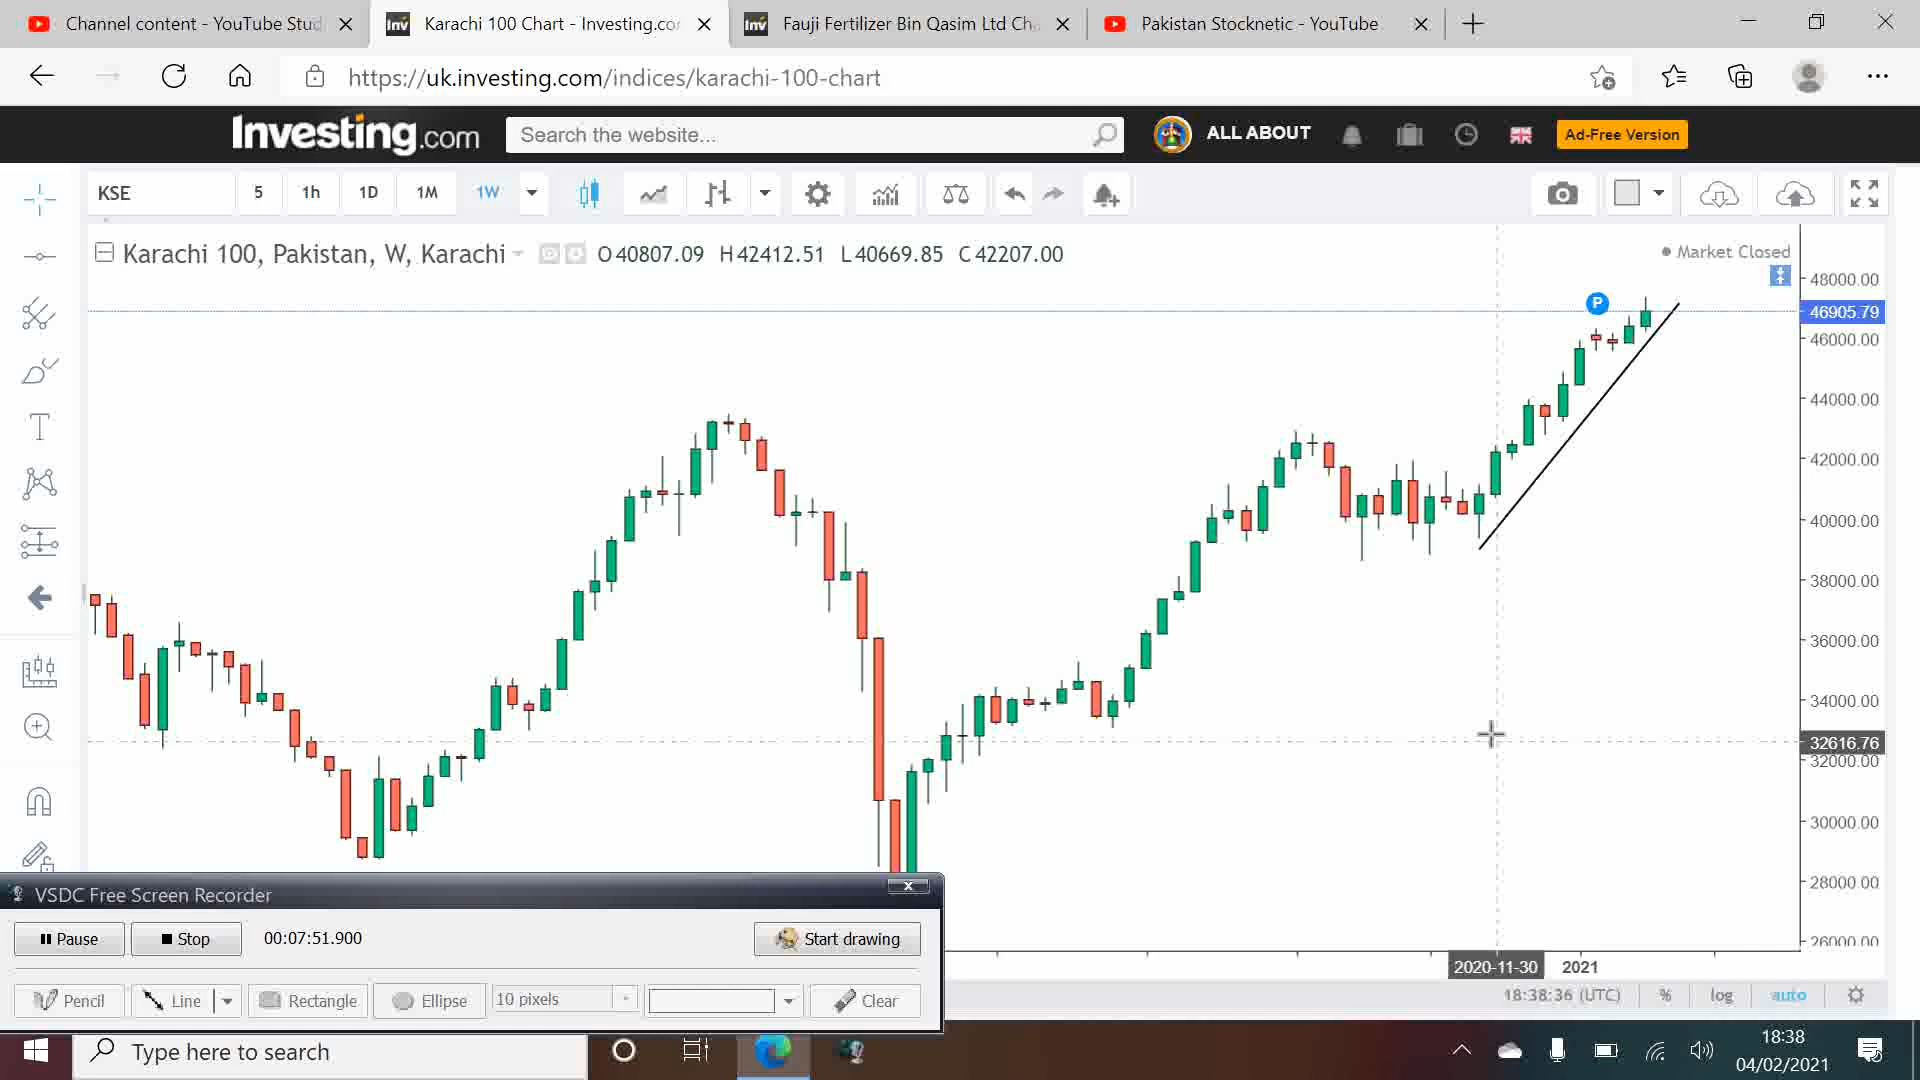 Channel content - YouTube Stud
Karachi 100 Chart - Investing.cor
Fauji Fertilizer Bin Qasim Ltd Cha
Pakistan Stocknetic - YouTube
https://uk.investing.com/indices/karachi-100-chart
Investing.com
Search the website...
ALL ABOUT
Ad-Free Version
KSE
5
1h
1D
1M
1W
Karachi 100, Pakistan, W, Karachi
O 40807.09 H 42412.51 L 40669.85 C 42207.00
Market Closed
P
48000.00
46905.79
46000.00
44000.00
42000.00
40000.00
38000.00
36000.00
34000.00
32616.76
32000.00
30000.00
28000.00
26000.00
2020-11-30
2021
18:38:36 (UTC)
%
log
auto
VSDC Free Screen Recorder
Pause
Stop
00:07:51.900
Start drawing
Pencil
Line
Rectangle
Ellipse
10 pixels
Clear
Type here to search
18:38
04/02/2021